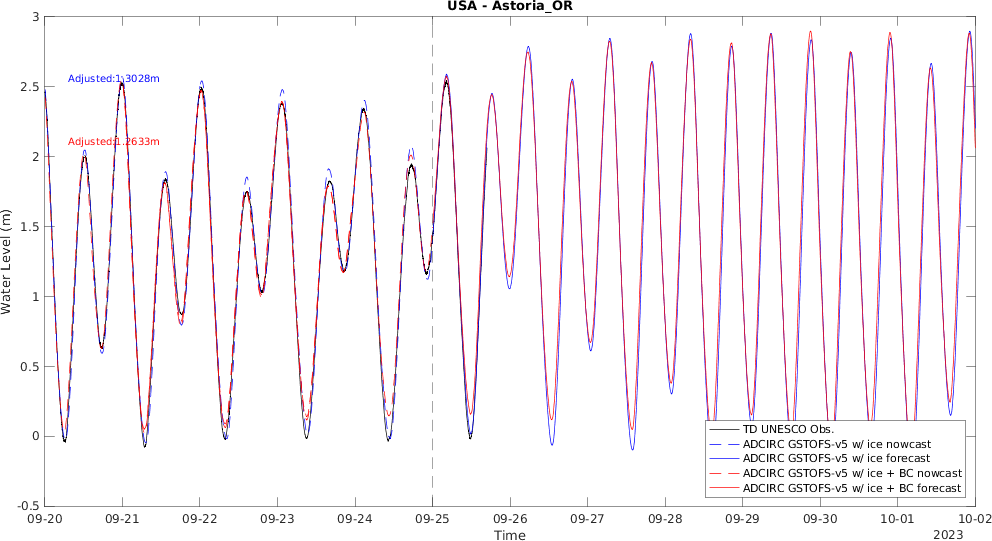 USA - Astoria_OR
3
2.5
2
1.5
1
0.5
0
-0.5
Water Level (m)
Adjusted:1.3028m
Adjusted:1.2633m
TD UNESCO Obs.
ADCIRC GSTOFS-v5 w/ ice nowcast
ADCIRC GSTOFS-v5 w/ ice forecast
ADCIRC GSTOFS-v5 w/ ice + BC nowcast
ADCIRC GSTOFS-v5 w/ ice + BC forecast
09-20 09-21 09-22 09-23 09-24 09-25 09-26 09-27 09-28 09-29 09-30 10-01 10-02
Time
2023